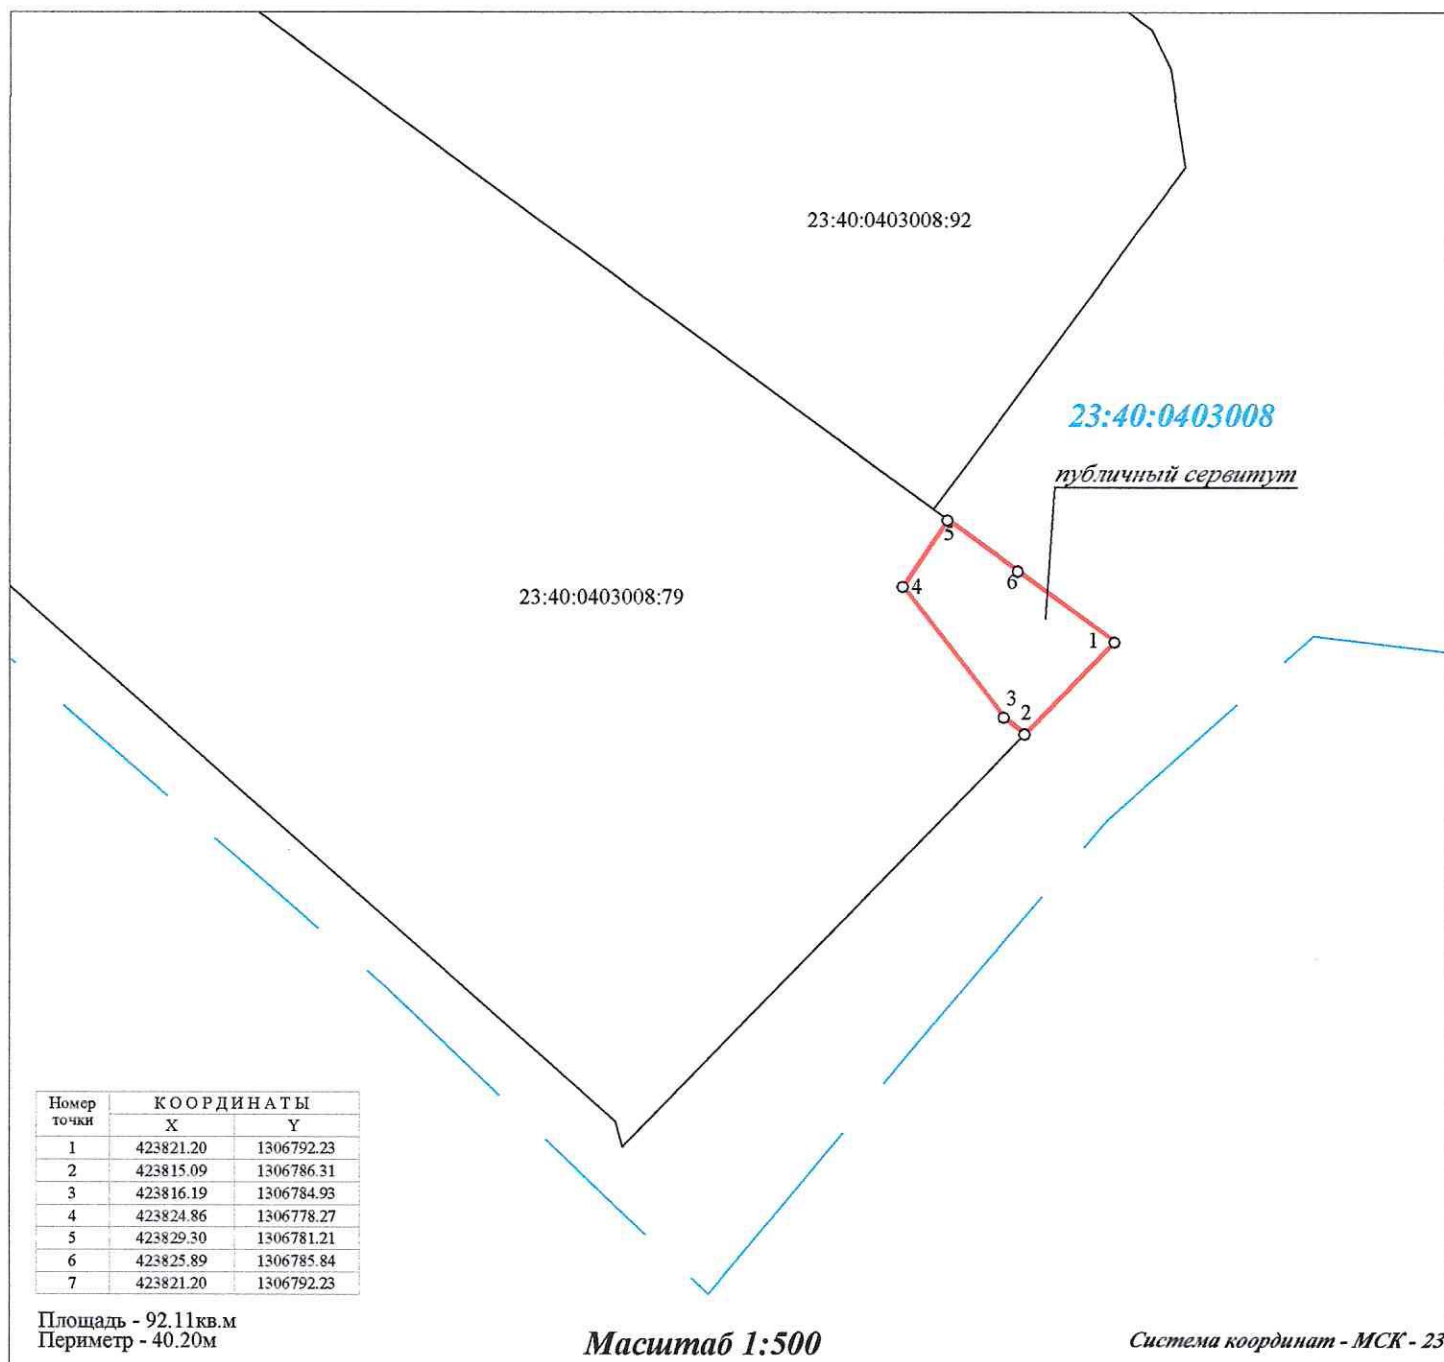 23:40:0403008:92
23:40:0403008
публичный сервитут
5
6
4
23:40:0403008:79
1
3
2
Номер точки КООРДИНАТЫ
X Y
1 423821.20 1306792.23
2 423815.09 1306786.31
3 423816.19 1306784.93
4 423824.86 1306778.27
5 423829.30 1306781.21
6 423825.89 1306785.84
7 423821.20 1306792.23
Площадь - 92.11кв.м
Периметр - 40.20м
Масштаб 1:500
Система координат - МСК - 23